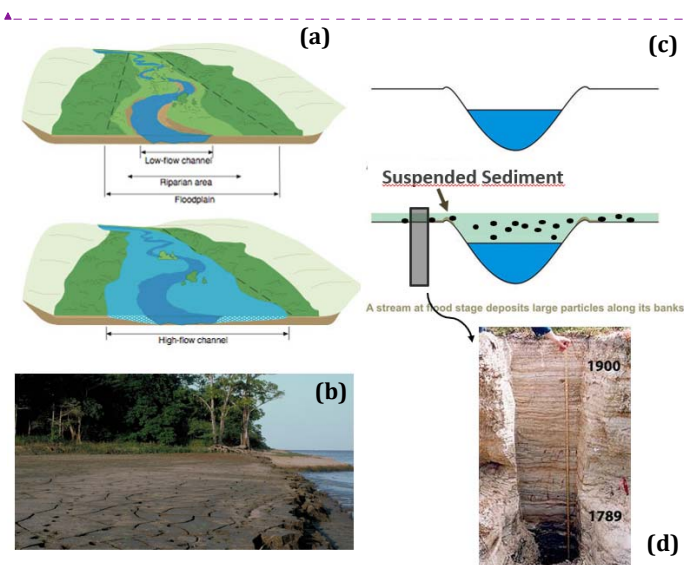 (a)
(c)
Low-flow channel
Riparian area
Floodplain
Suspended Sediment
A stream at flood stage deposits large particles along its banks
High-flow channel
(b)
1900
1789
(d)